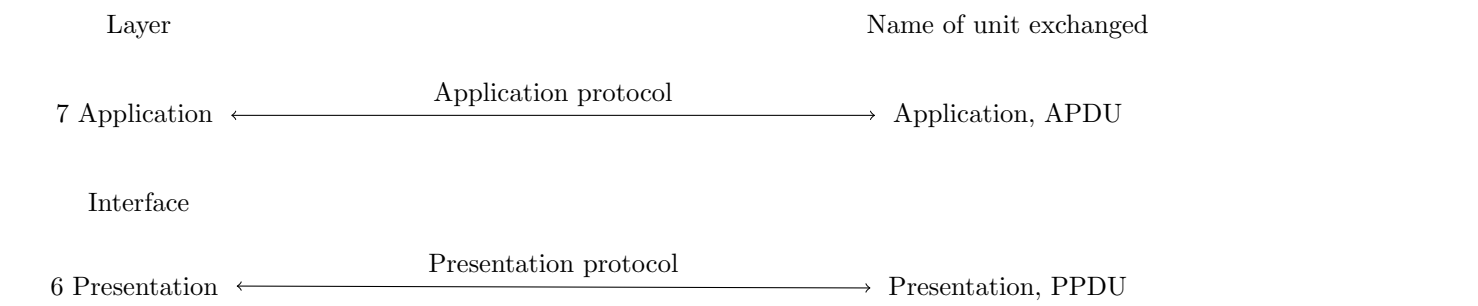 Layer Name of unit exchanged
Application protocol
7 Application Application, APDU
Interface
Presentation protocol
6 Presentation Presentation, PPDU